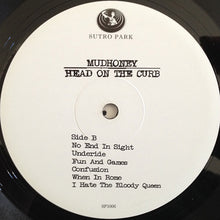 SUTRO PARK
MUDHONEY
HEAD ON THE CURB
Side B
No End In Sight
Underide
Fun And Games
Confusion
When In Rome
I Hate The Bloody Queen